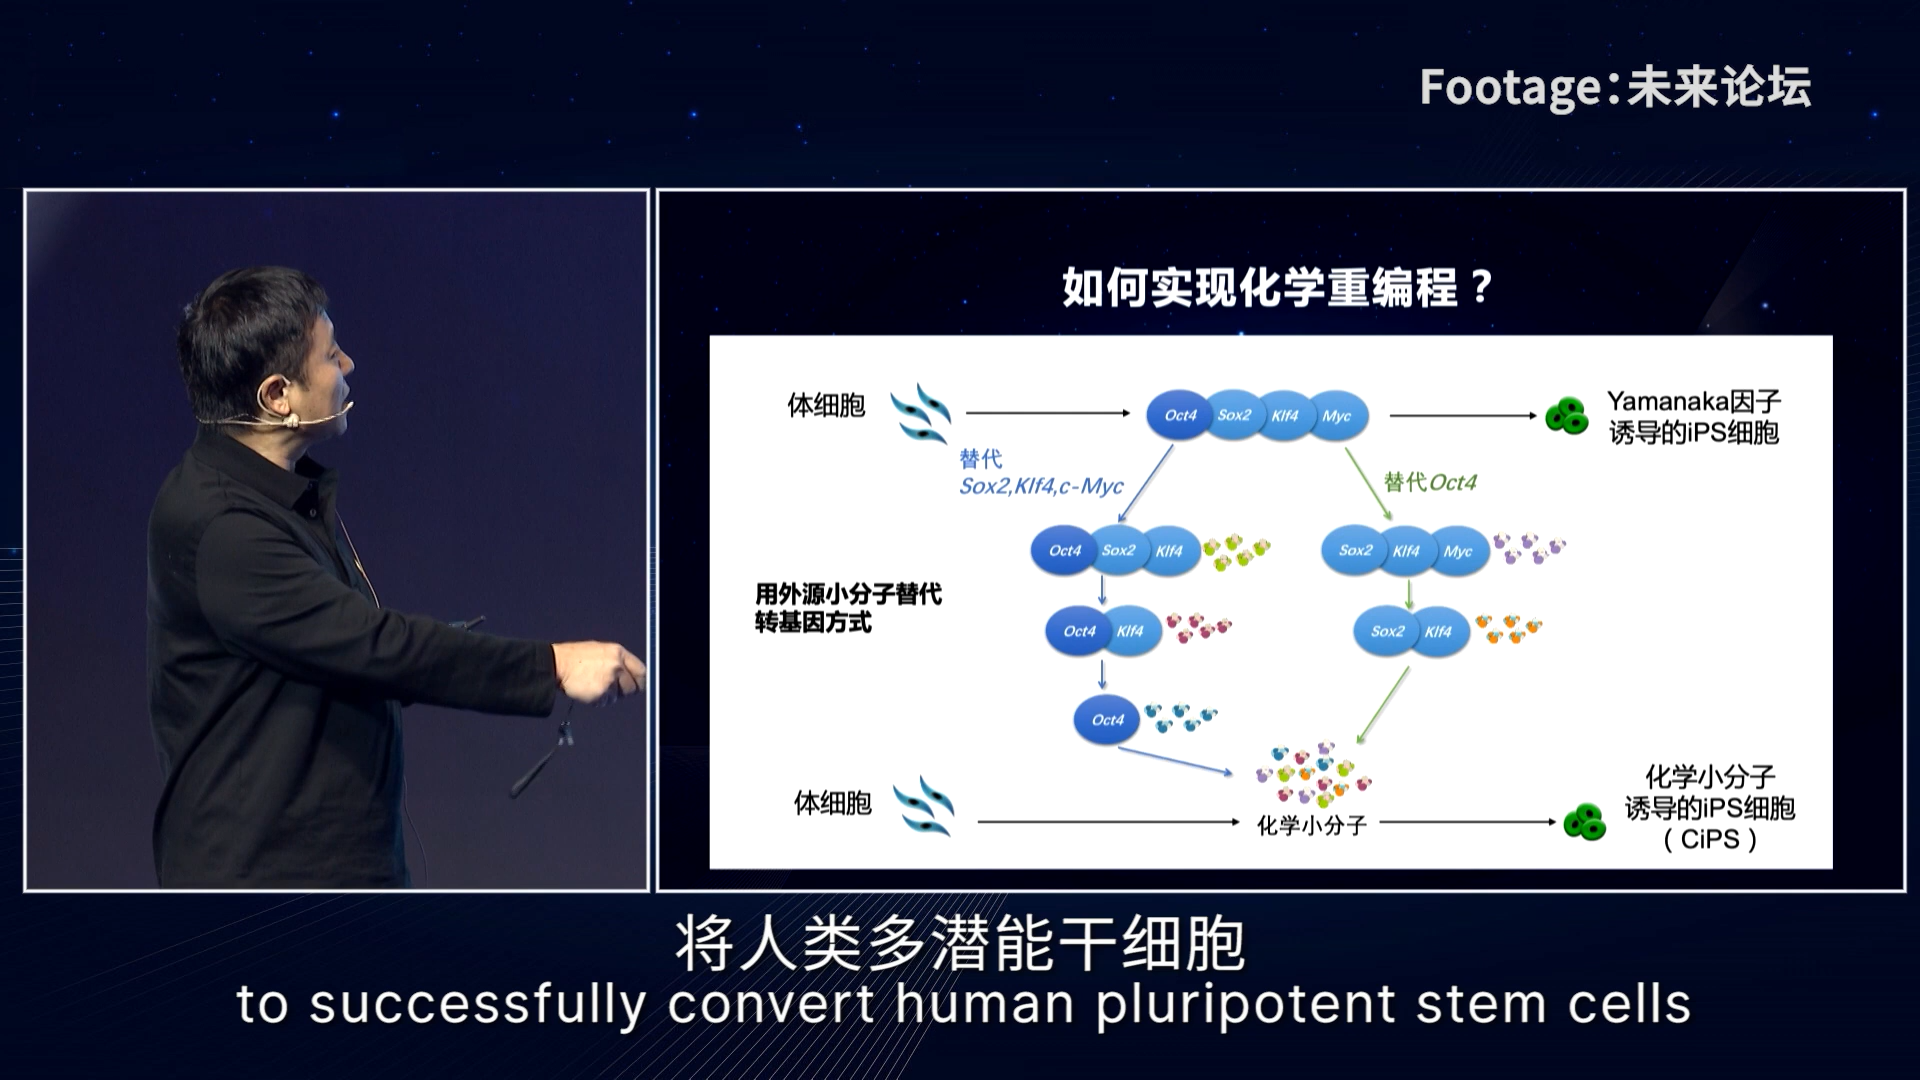 Footage:未来论坛
如何实现化学重编程？
体细胞
Oct4 Sox2 Klf4 Myc
Yamanaka因子
诱导的iPS细胞
替代
Sox2,Klf4,c-Myc
替代Oct4
Oct4 Sox2 Klf4
Sox2 Klf4 Myc
用外源小分子替代
转基因方式
Oct4 Klf4
Sox2 Klf4
Oct4
体细胞
化学小分子
化学小分子
诱导的iPS细胞
（CiPS）
将人类多潜能干细胞
to successfully convert human pluripotent stem cells